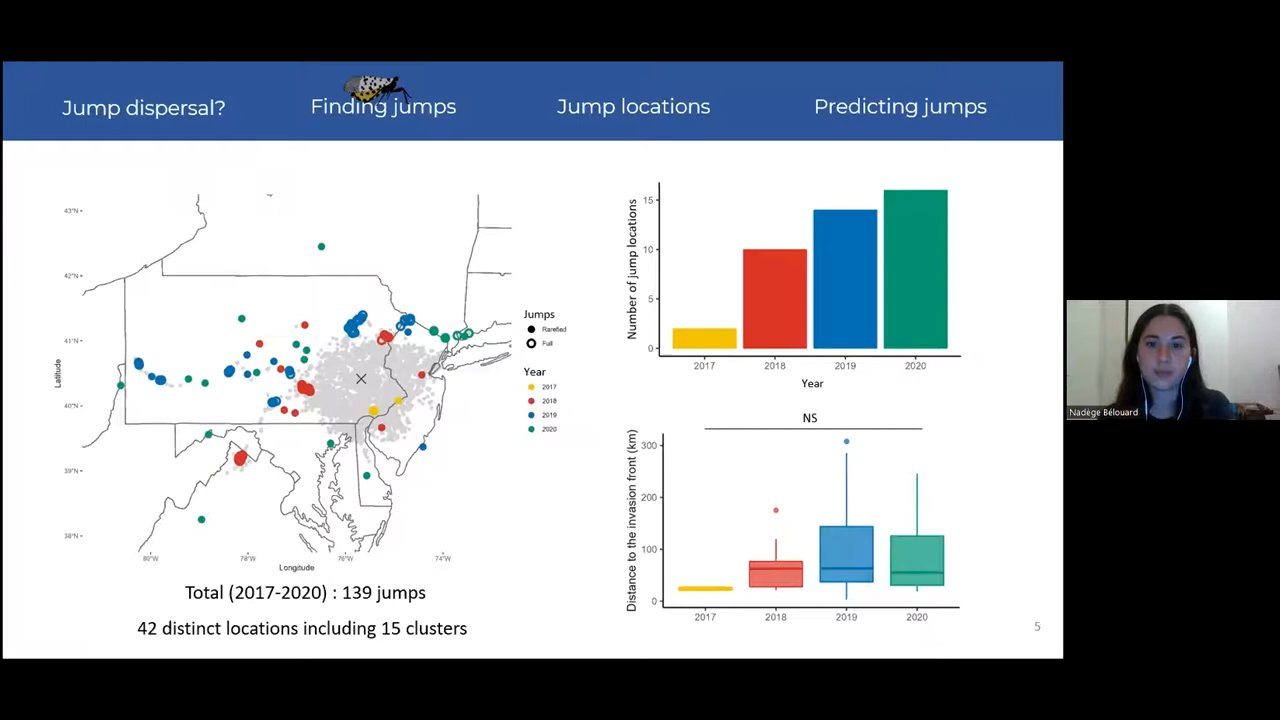 Jump dispersal?
Finding jumps
Jump locations
Predicting jumps
43°N
42°N
41°N
40°N
39°N
38°N
Latitude
80°W
78°W
76°W
74°W
Longitude
Jumps
Rarefied
Full
Year
2017
2018
2019
2020
Total (2017-2020) : 139 jumps
42 distinct locations including 15 clusters
Number of jump locations
15
10
5
0
2017
2018
2019
2020
Year
NS
Distance to the invasion front (km)
300
200
100
0
2017
2018
2019
2020
5
Nadège Bélouard